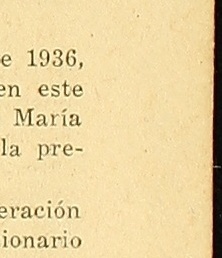 e 1936,
en este
María
la pre-
eración
ionario